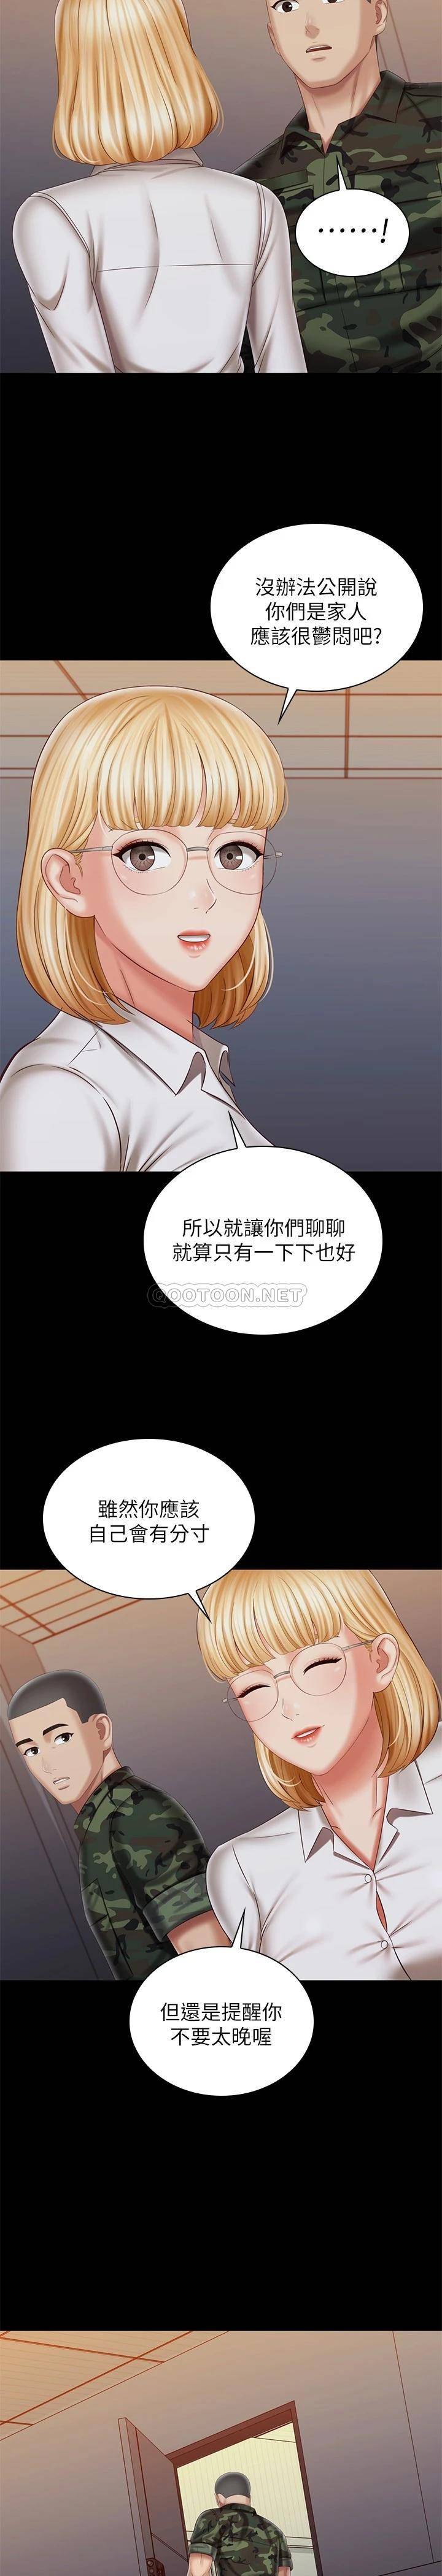 ……!
沒辦法公開說
你們是家人
應該很鬱悶吧?
所以就讓你們聊聊
就算只有一下下也好
QOOTOON.NET
雖然你應該
自己會有分寸
但還是提醒你
不要太晚喔